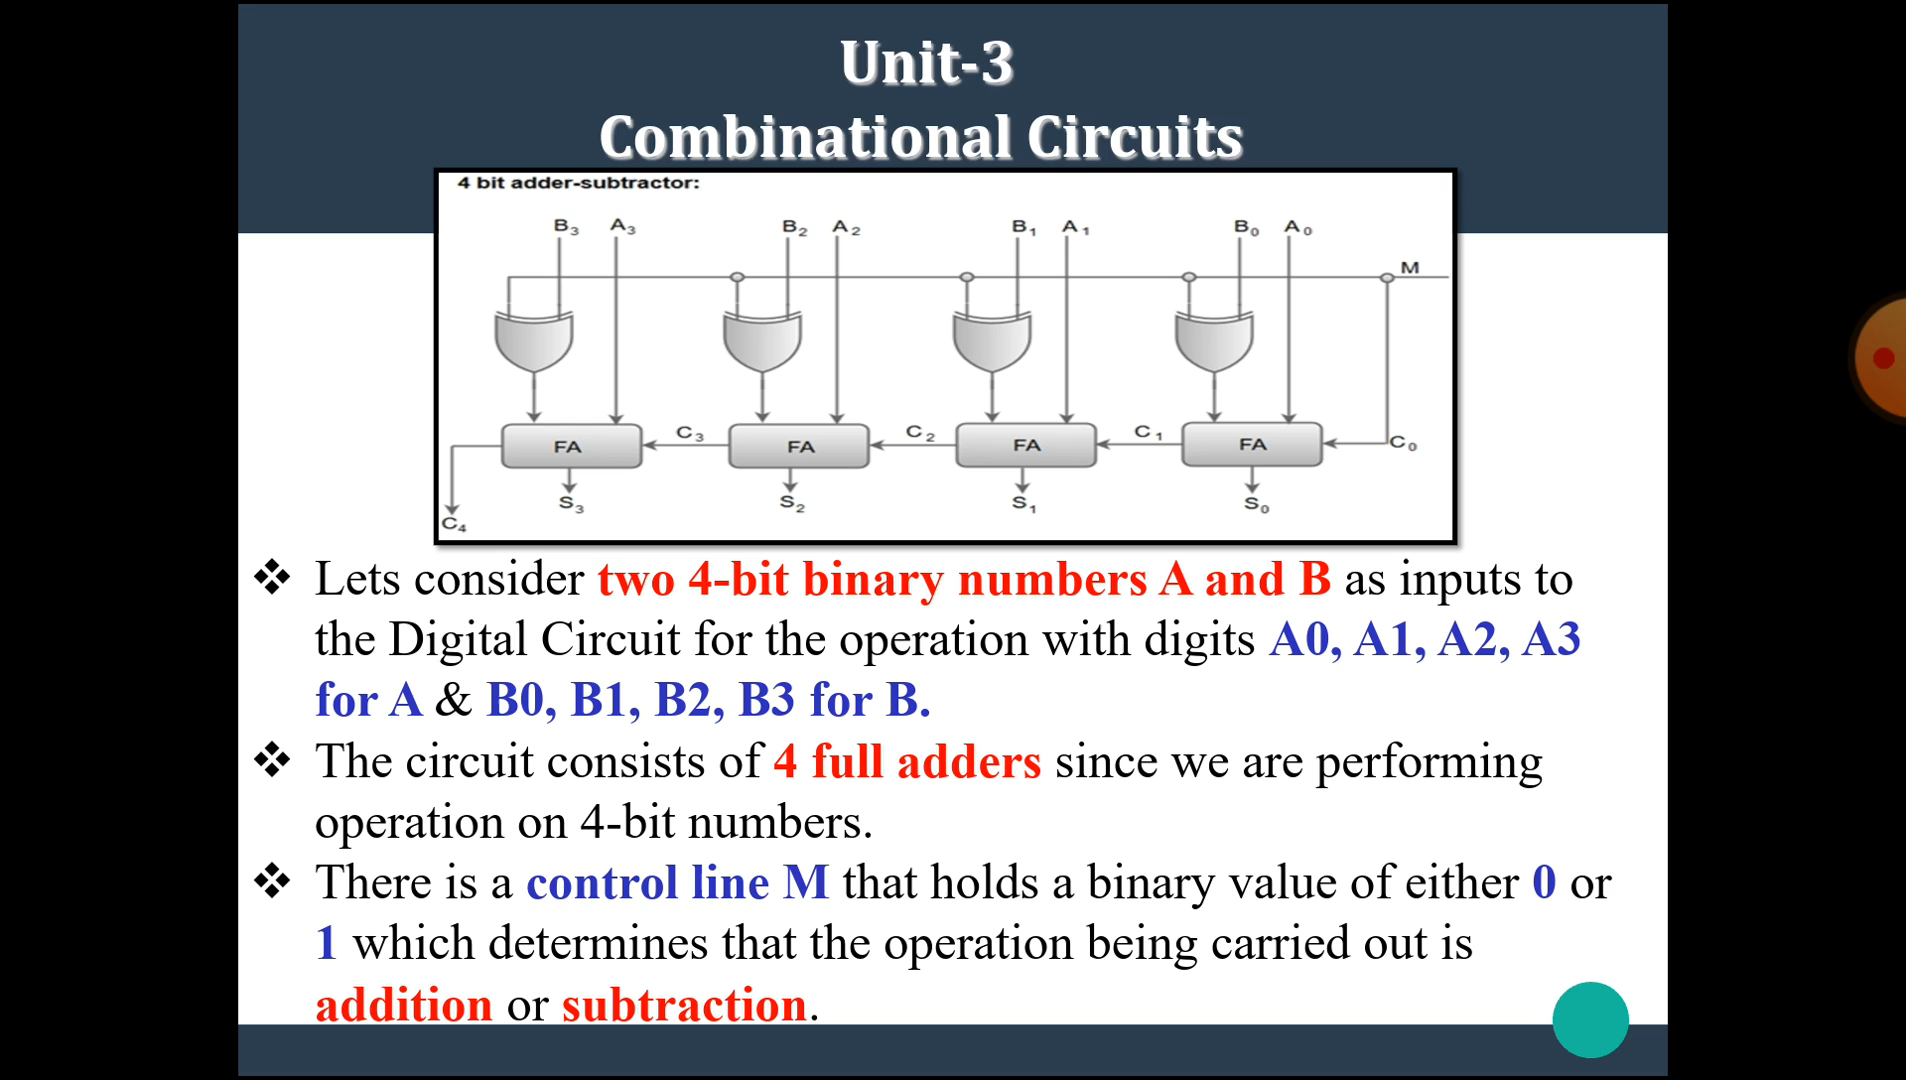 Unit-3
Combinational Circuits
4 bit adder-subtractor:
B3 A3 B2 A2 B1 A1 B0 A0
M
FA C3 FA C2 FA C1 FA C0
S3 S2 S1 S0
C4
❖ Lets consider two 4-bit binary numbers A and B as inputs to
the Digital Circuit for the operation with digits A0, A1, A2, A3
for A & B0, B1, B2, B3 for B.
❖ The circuit consists of 4 full adders since we are performing
operation on 4-bit numbers.
❖ There is a control line M that holds a binary value of either 0 or
1 which determines that the operation being carried out is
addition or subtraction.